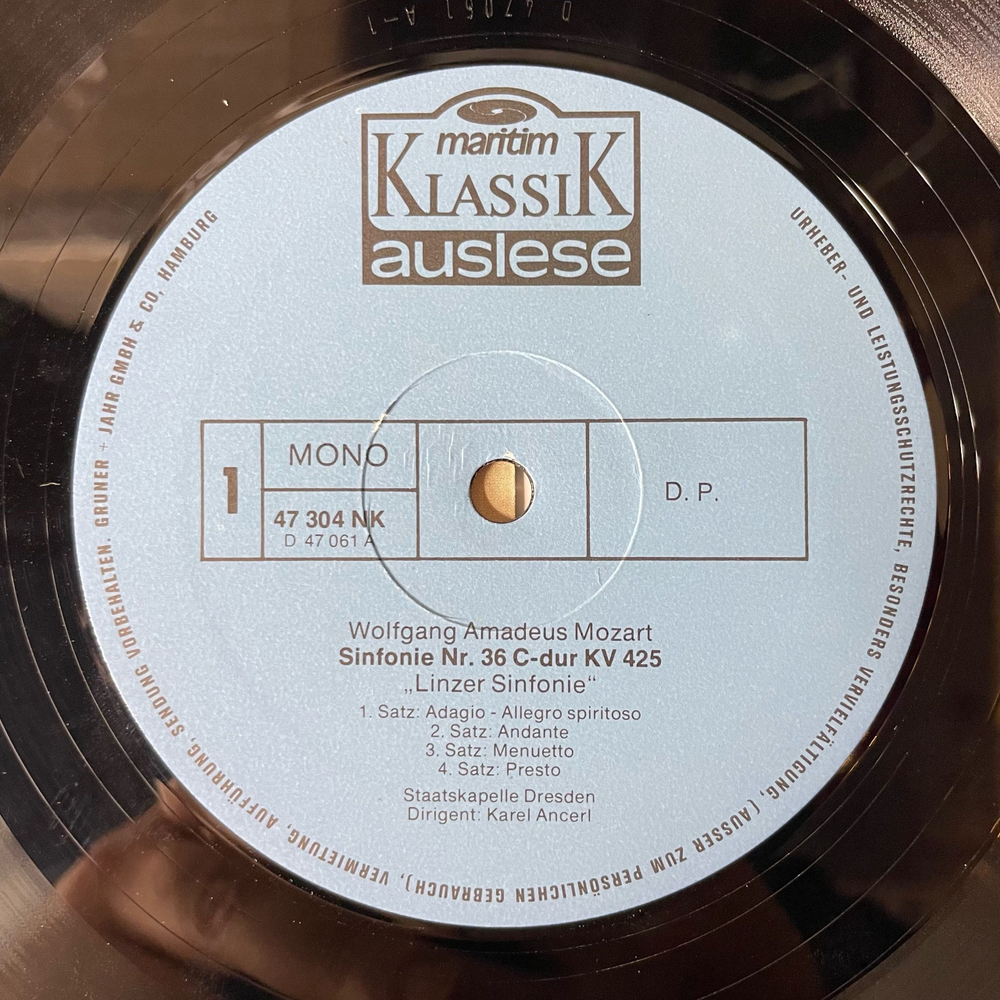 D 47061 A-1
maritim
KLASSIK
auslese
URHEBER- UND LEISTUNGSSCHUTZRECHTE, BESONDERS VERVIELFÄLTIGUNG, (AUSSER ZUM PERSÖNLICHEN GEBRAUCH), VERMIETUNG, AUFFÜHRUNG, SENDUNG VORBEHALTEN. GRUNER + JAHR GMBH & CO, HAMBURG
1
MONO
47 304 NK
D 47 061 A
D. P.
Wolfgang Amadeus Mozart
Sinfonie Nr. 36 C-dur KV 425
„Linzer Sinfonie“
1. Satz: Adagio - Allegro spiritoso
2. Satz: Andante
3. Satz: Menuetto
4. Satz: Presto
Staatskapelle Dresden
Dirigent: Karel Ancerl